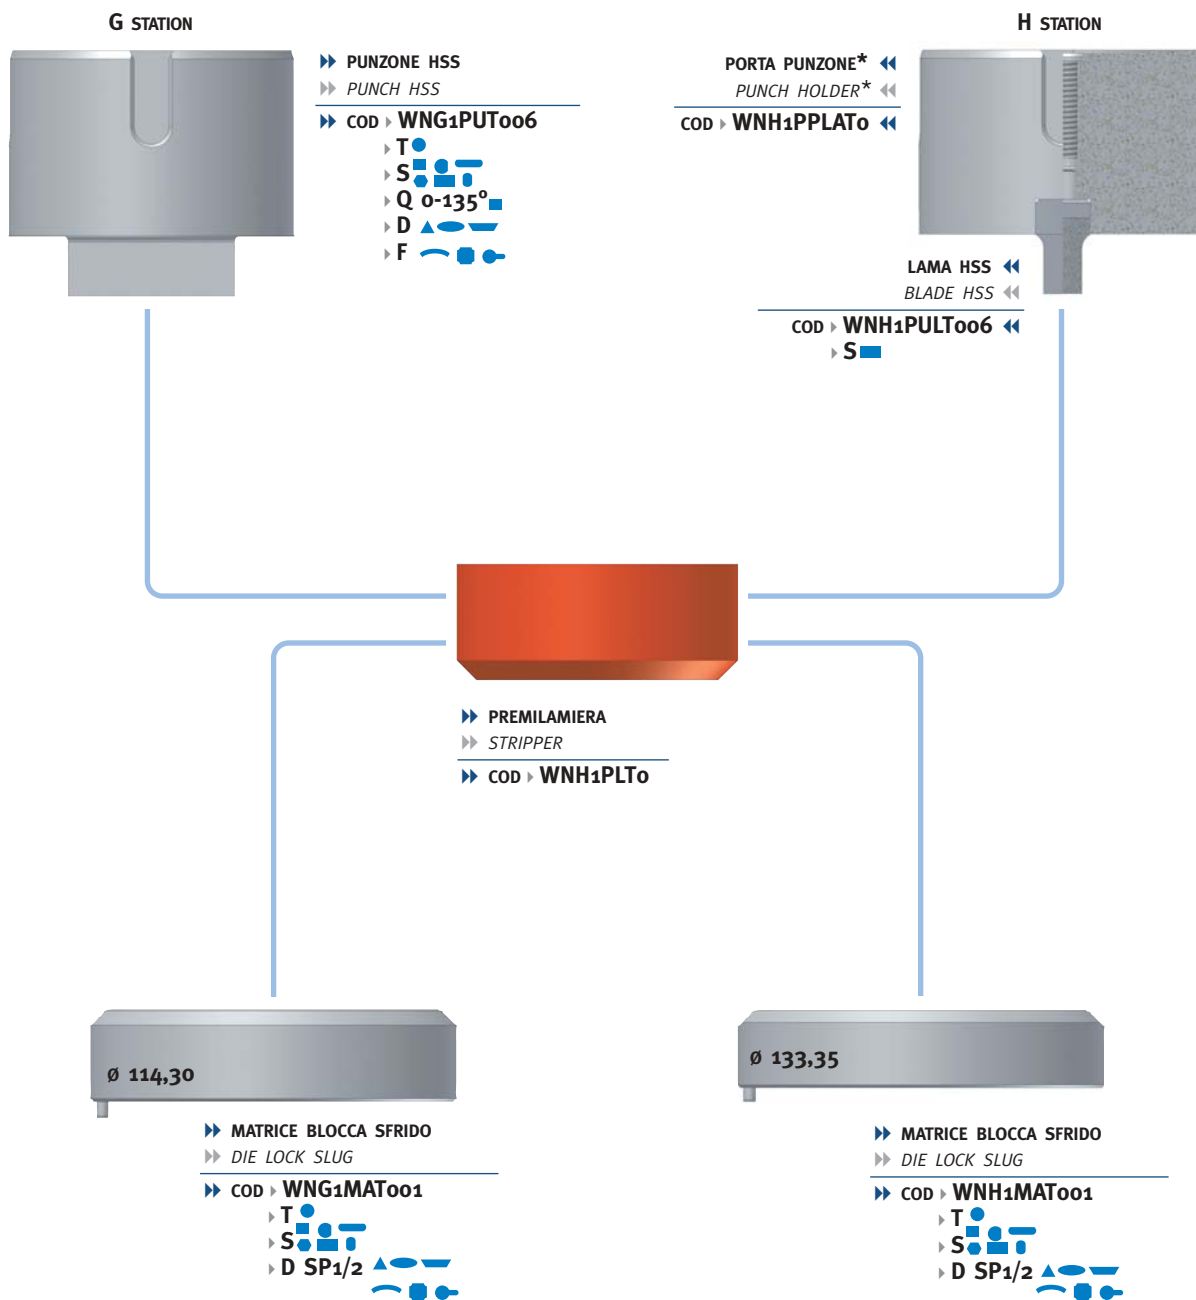 G STATION
PUNZONE HSS
PUNCH HSS
COD WNG1PUT006
T
S
Q 0-135°
D
F
H STATION
PORTA PUNZONE*
PUNCH HOLDER*
COD WNH1PPLAT0
LAMA HSS
BLADE HSS
COD WNH1PULT006
S
PREMILAMIERA
STRIPPER
COD WNH1PLT0
Ø 114,30
MATRICE BLOCCA SFRIDO
DIE LOCK SLUG
COD WNG1MAT001
T
S
D SP1/2
Ø 133,35
MATRICE BLOCCA SFRIDO
DIE LOCK SLUG
COD WNH1MAT001
T
S
D SP1/2